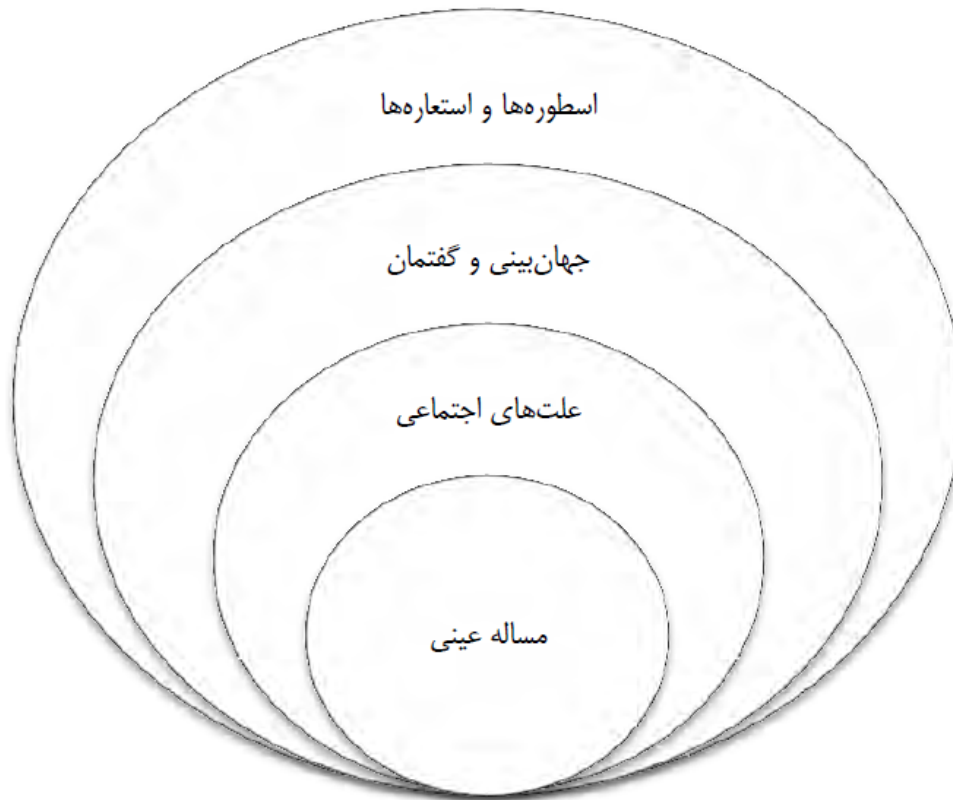 اسطوره‌ها و استعاره‌ها
جهان‌بینی و گفتمان
علت‌های اجتماعی
مساله عینی